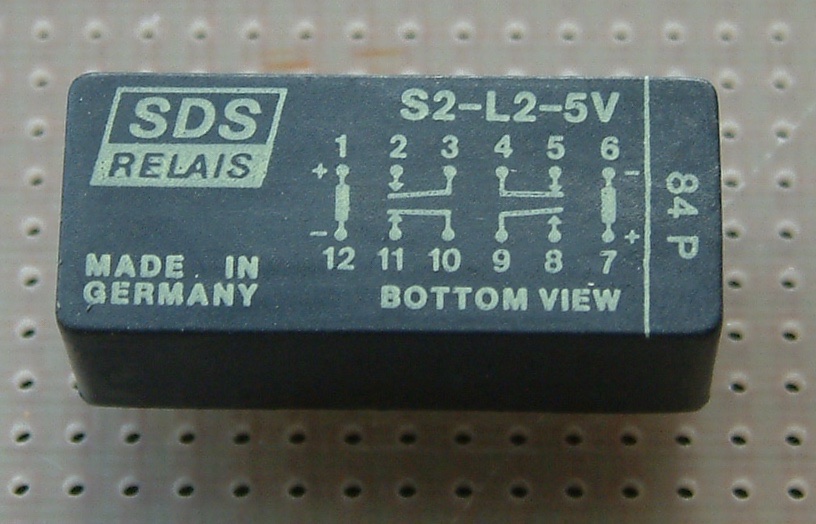 SDS
RELAIS
S2-L2-5V
1 2 3 4 5 6
+ -
- +
12 11 10 9 8 7
MADE IN
GERMANY
BOTTOM VIEW
84 P